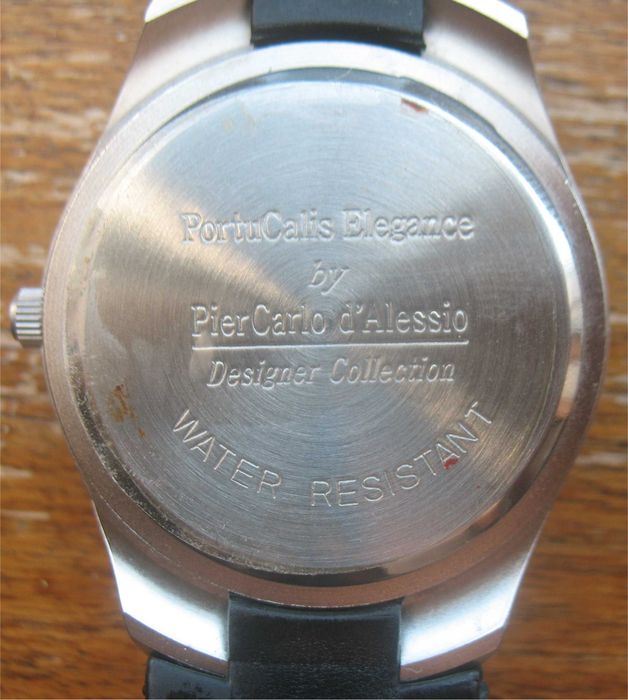 PortuCalis Elegance
by
PierCarlo d'Alessio
Designer Collection
WATER RESISTANT